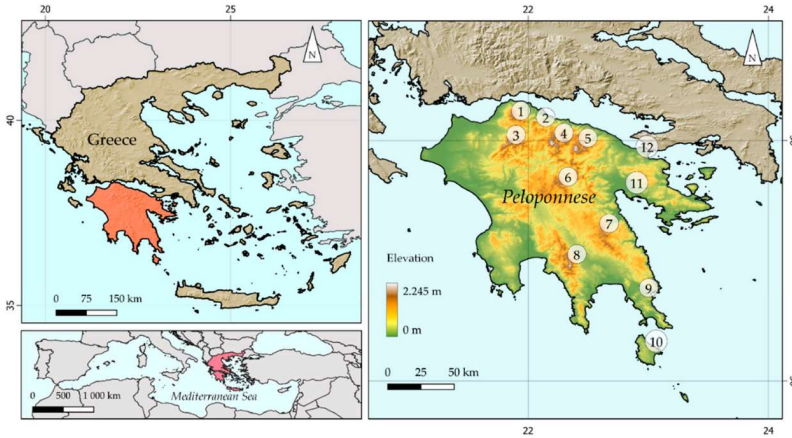 20
25
N
40
Greece
0 75 150 km
35
0 500 1 000 km
Mediterranean Sea
22
24
N
1
2
3
4
5
12
6
11
Peloponnese
7
8
Elevation
2.245 m
0 m
9
10
0 25 50 km
22
24